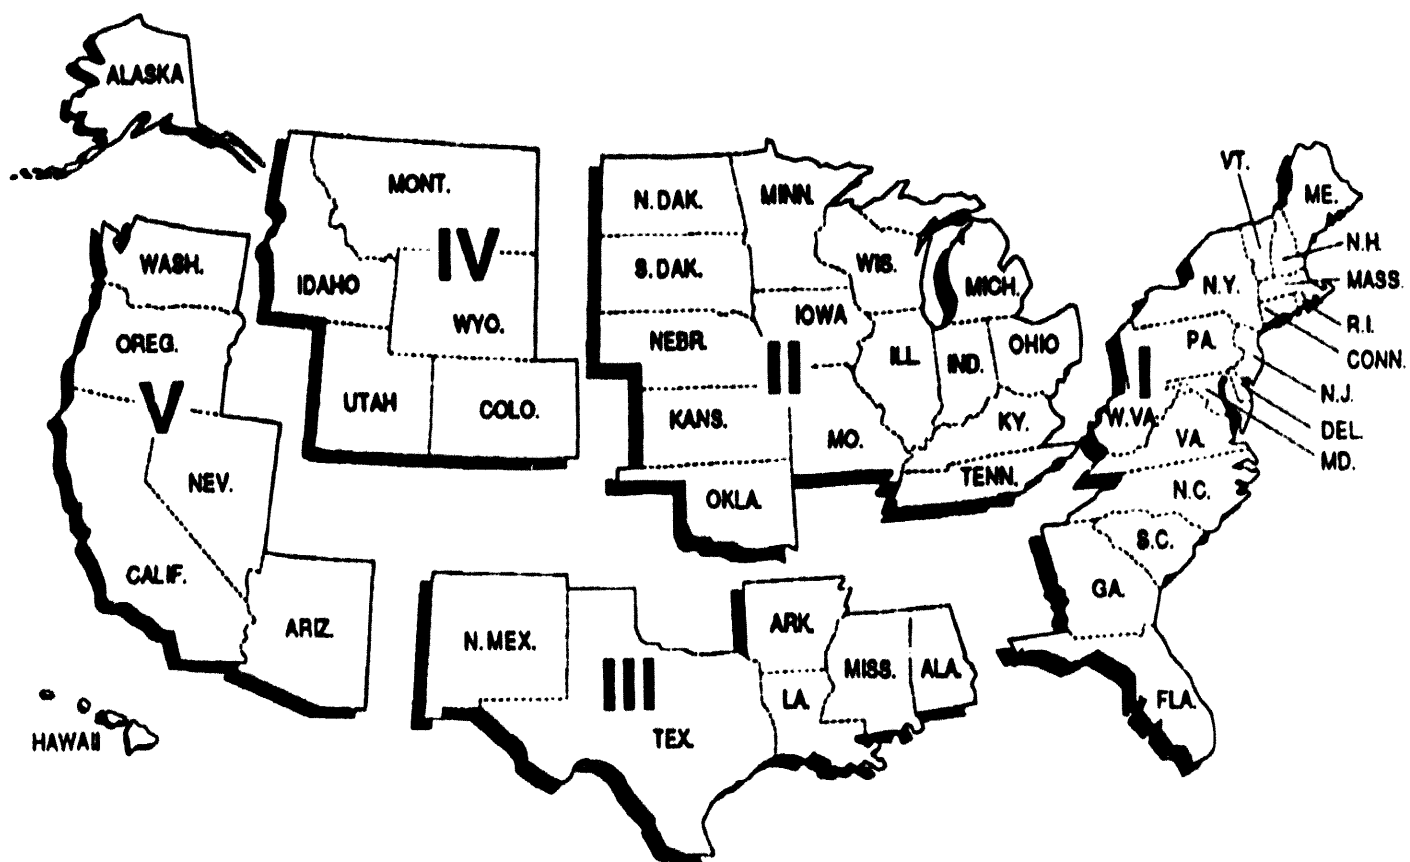 ALASKA
WASH.
OREG.
V
NEV.
CALIF.
ARIZ.
HAWAII
MONT.
IV
IDAHO
WYO.
UTAH
COLO.
N. DAK.
MINN.
S. DAK.
WIS.
MICH.
IOWA
NEBR.
II
ILL.
IND.
OHIO
KANS.
MO.
KY.
OKLA.
TENN.
N. MEX.
III
TEX.
ARK.
LA.
MISS.
ALA.
VT.
ME.
N.H.
MASS.
N.Y.
R.I.
PA.
CONN.
I
N.J.
W.VA.
VA.
DEL.
MD.
N.C.
S.C.
GA.
FLA.